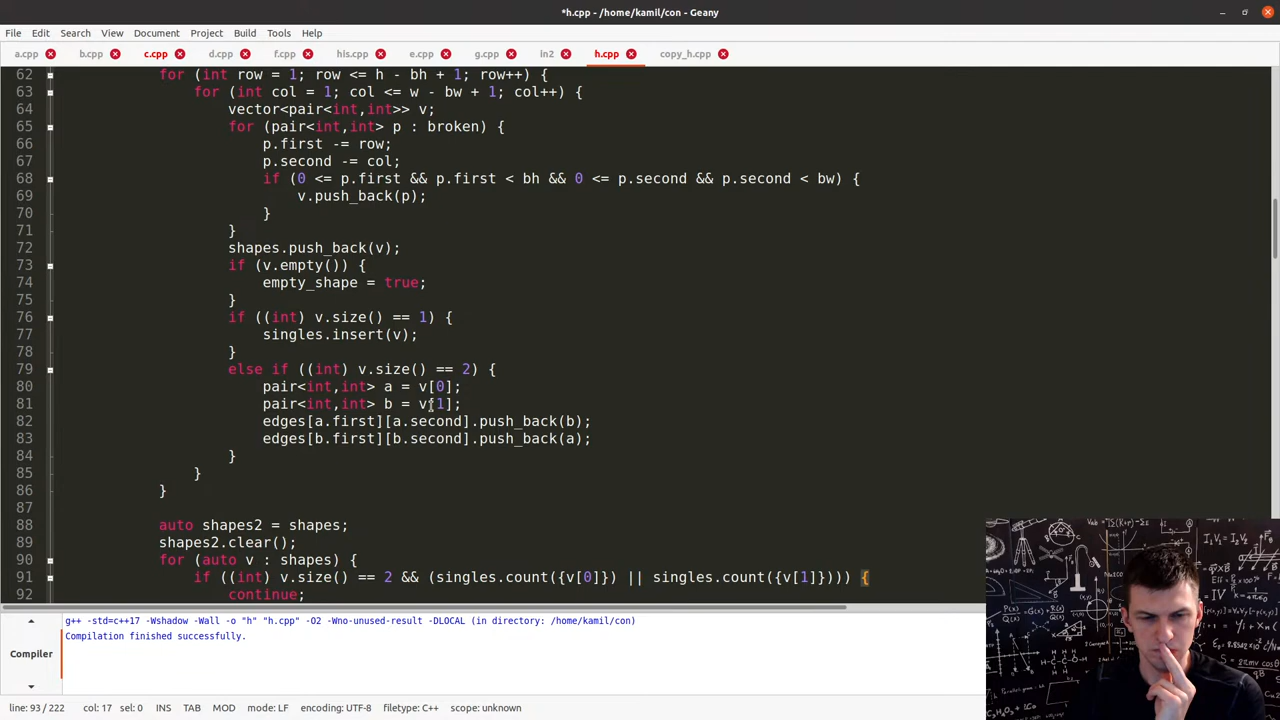 *h.cpp - /home/kamil/con - Geany
File Edit Search View Document Project Build Tools Help
a.cpp b.cpp c.cpp d.cpp f.cpp his.cpp e.cpp g.cpp in2 h.cpp copy_h.cpp
62 for (int row = 1; row <= h - bh + 1; row++) {
63 for (int col = 1; col <= w - bw + 1; col++) {
64 vector<pair<int,int>> v;
65 for (pair<int,int> p : broken) {
66 p.first -= row;
67 p.second -= col;
68 if (0 <= p.first && p.first < bh && 0 <= p.second && p.second < bw) {
69 v.push_back(p);
70 }
71 }
72 shapes.push_back(v);
73 if (v.empty()) {
74 empty_shape = true;
75 }
76 if ((int) v.size() == 1) {
77 singles.insert(v);
78 }
79 else if ((int) v.size() == 2) {
80 pair<int,int> a = v[0];
81 pair<int,int> b = v[1];
82 edges[a.first][a.second].push_back(b);
83 edges[b.first][b.second].push_back(a);
84 }
85 }
86 }
87
88 auto shapes2 = shapes;
89 shapes2.clear();
90 for (auto v : shapes) {
91 if ((int) v.size() == 2 && (singles.count({v[0]}) || singles.count({v[1]}))) {
92 continue;
g++ -std=c++17 -Wshadow -Wall -o "h" "h.cpp" -O2 -Wno-unused-result -DLOCAL (in directory: /home/kamil/con)
Compilation finished successfully.
Compiler
line: 93 / 222 col: 17 sel: 0 INS TAB MOD mode: LF encoding: UTF-8 filetype: C++ scope: unknown